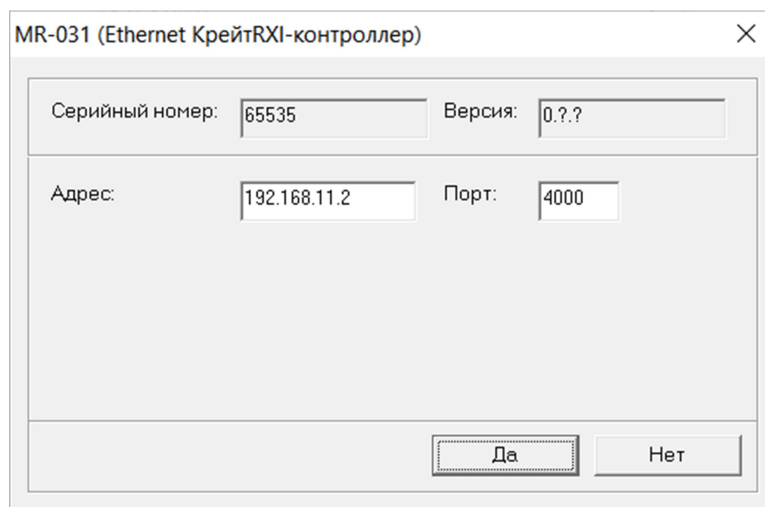 MR-031 (Ethernet КрейтRXI-контроллер)
Серийный номер: 65535 Версия: 0.?.?
Адрес: 192.168.11.2 Порт: 4000
Да Нет